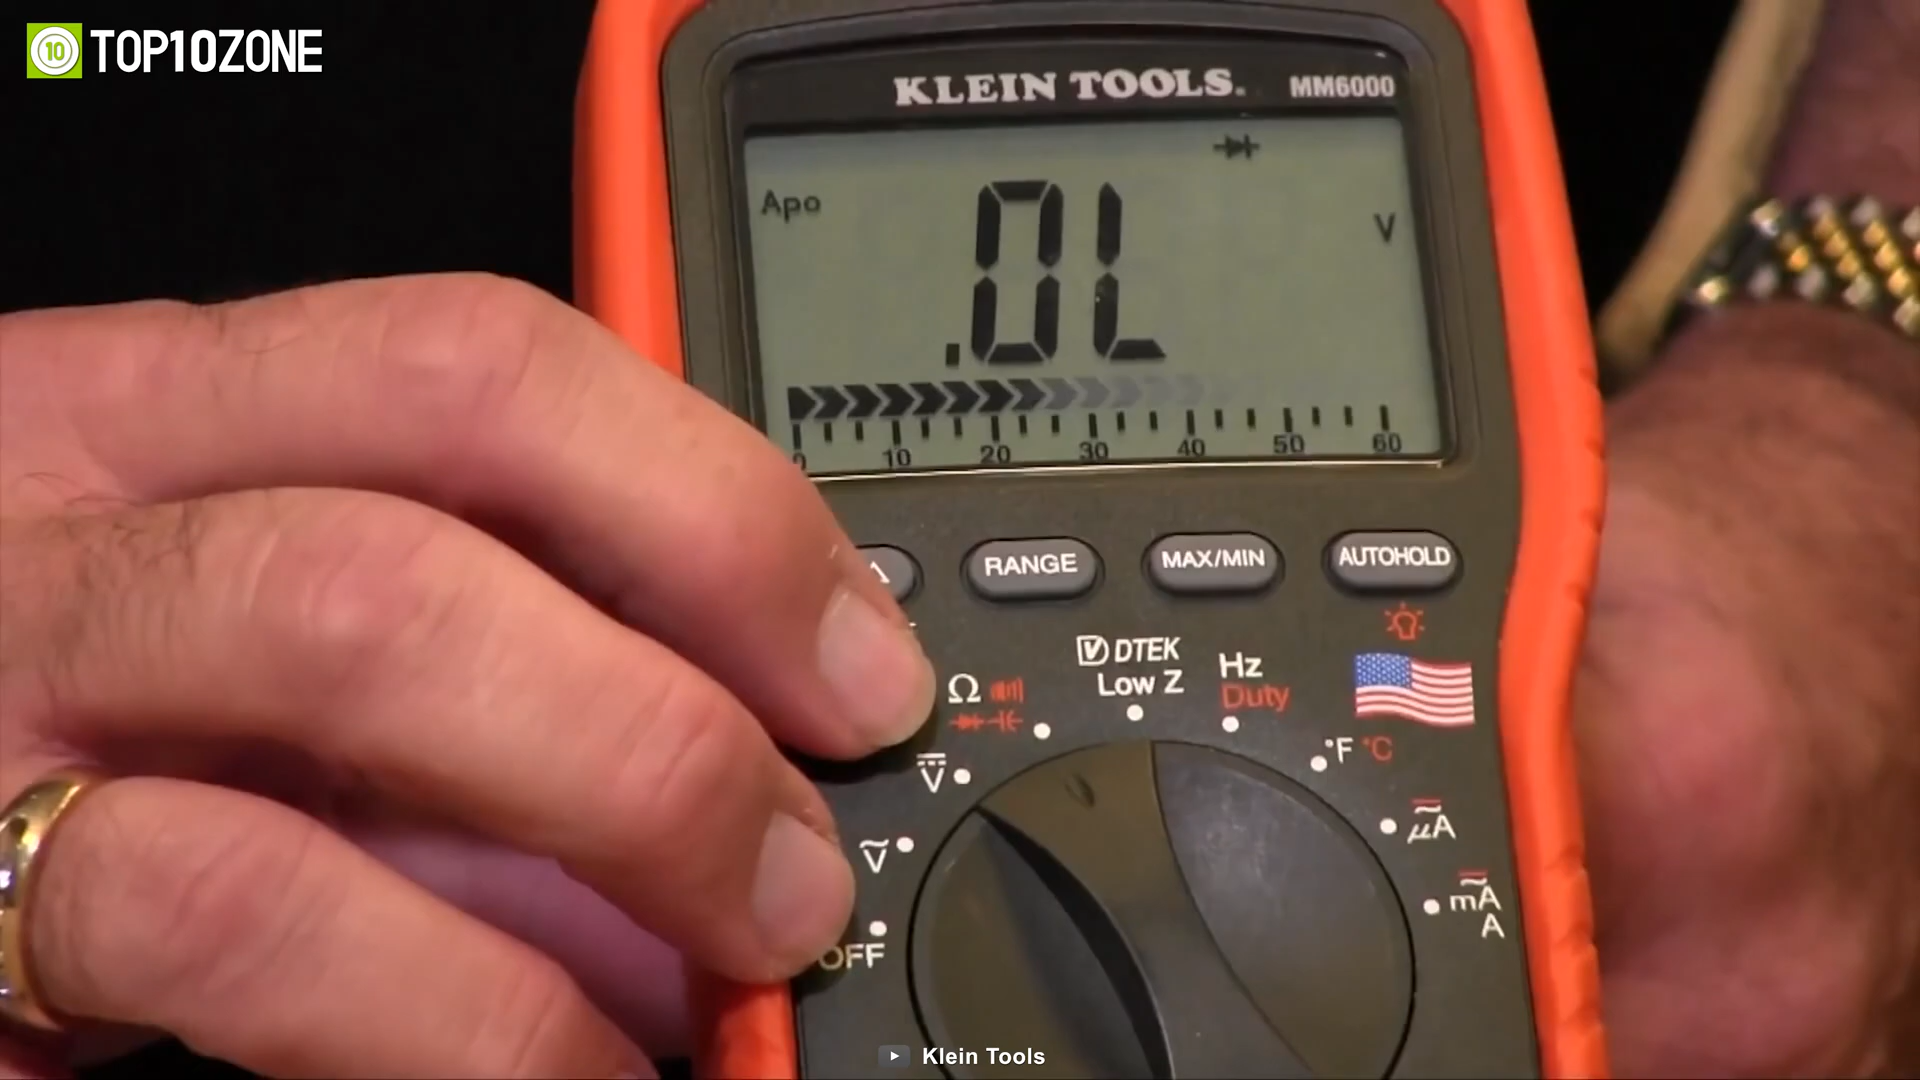 10 TOP10ZONE
KLEIN TOOLS. MM6000
Apo
.0L
V
0 10 20 30 40 50 60
Δ RANGE MAX/MIN AUTOHOLD
Ω
DTEK
Low Z
Hz
Duty
°F °C
V
V
OFF
µA
mA
A
Klein Tools